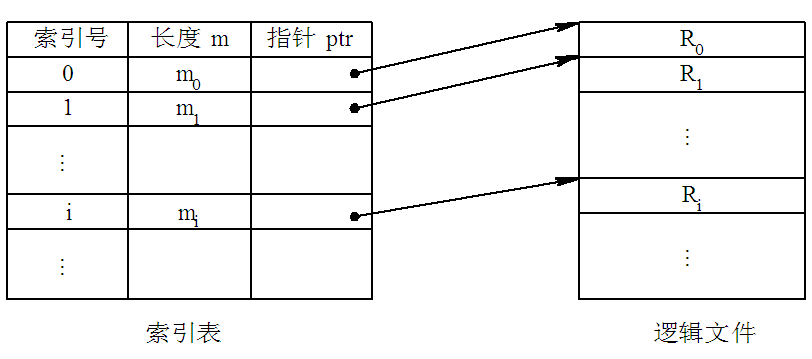 索引号 长度 m 指针 ptr
0 m0
1 m1
⋮
i mi
⋮
R0
R1
⋮
Ri
⋮
索引表 逻辑文件